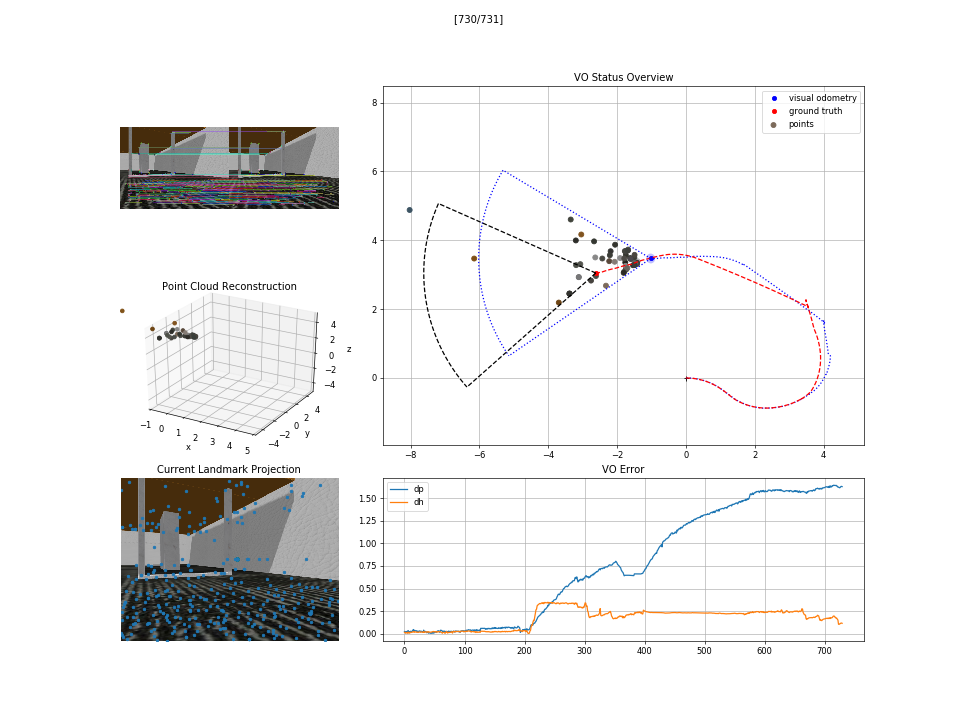 [730/731]
VO Status Overview
visual odometry
ground truth
points
8
6
4
2
0
−8 −6 −4 −2 0 2 4
Point Cloud Reconstruction
4
2
0
−2
−4
z
−1 0 1 2 3 4 5
x
−4 −2 0 2 4
y
Current Landmark Projection
VO Error
dp
dh
1.50
1.25
1.00
0.75
0.50
0.25
0.00
0 100 200 300 400 500 600 700